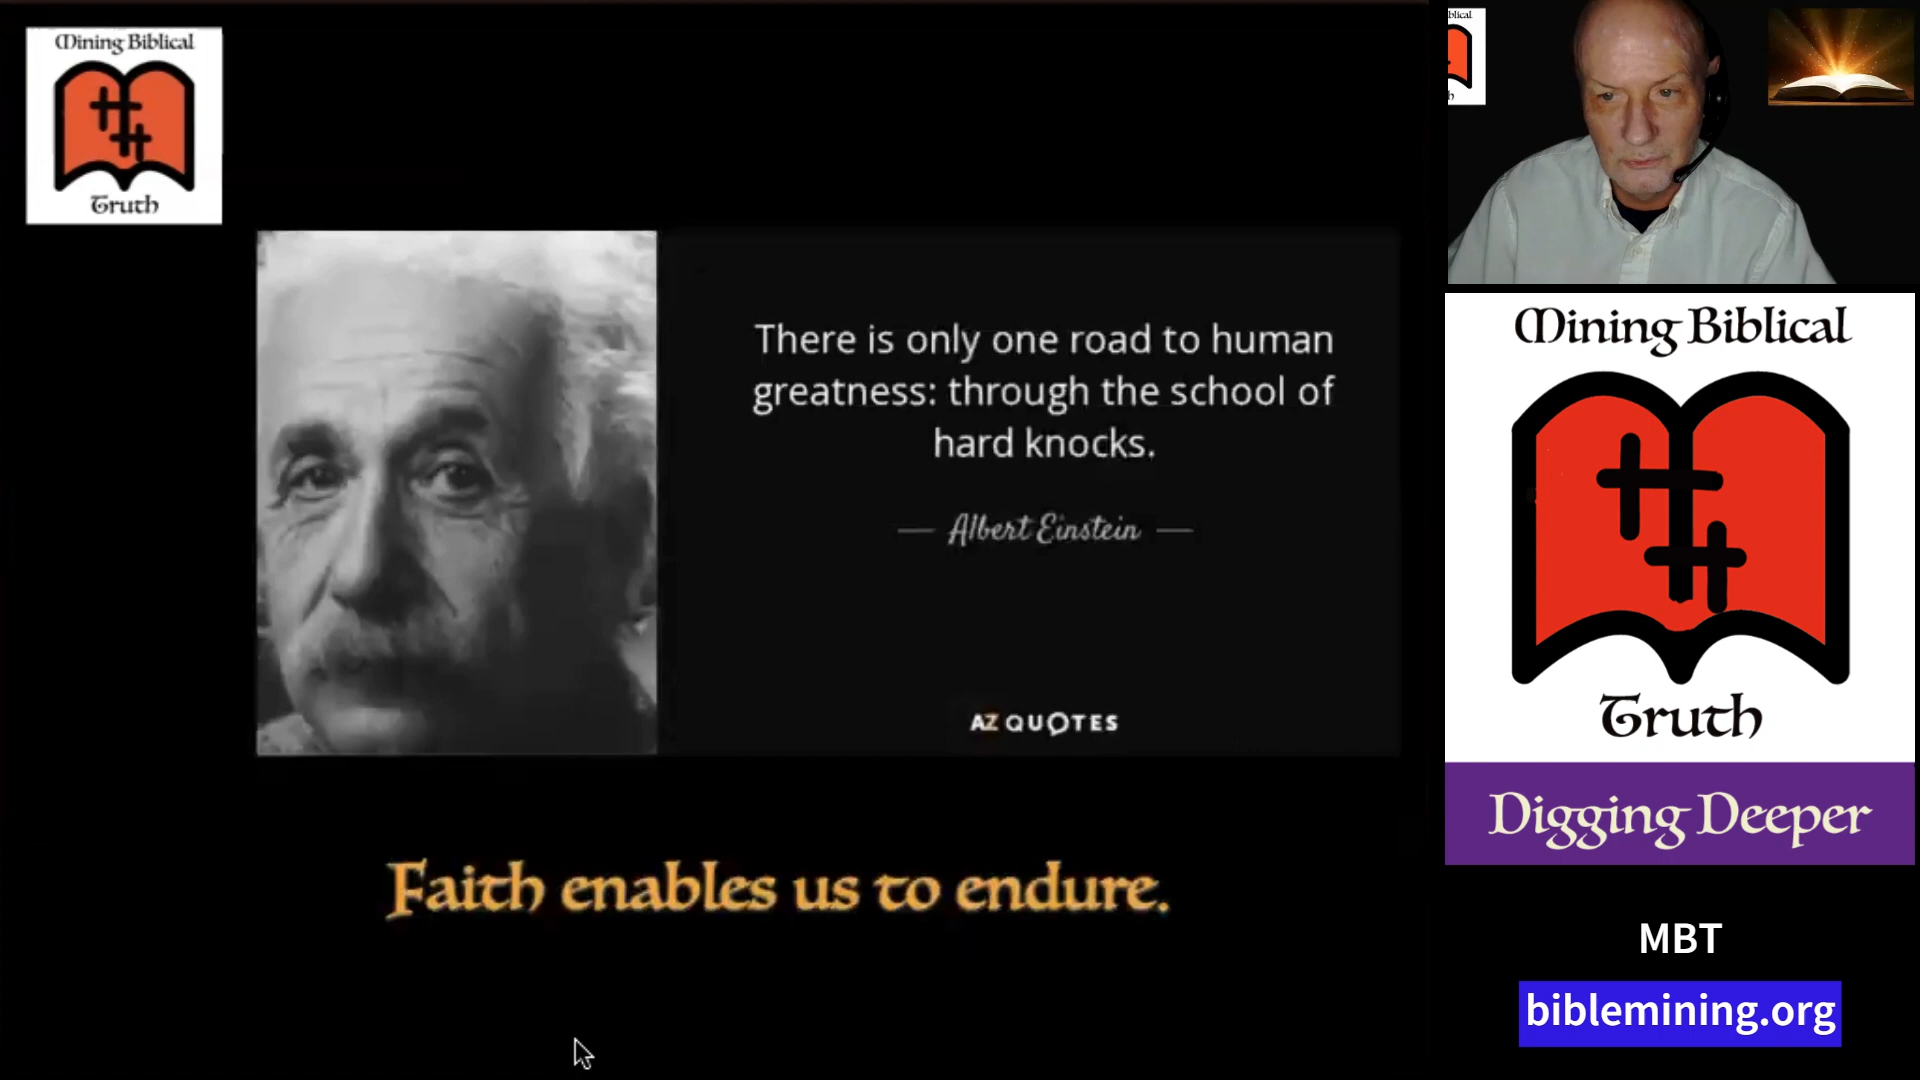 Mining Biblical
Truth
There is only one road to human
greatness: through the school of
hard knocks.
— Albert Einstein —
AZ QUOTES
Faith enables us to endure.
blical
h
Mining Biblical
Truth
Digging Deeper
MBT
biblemining.org